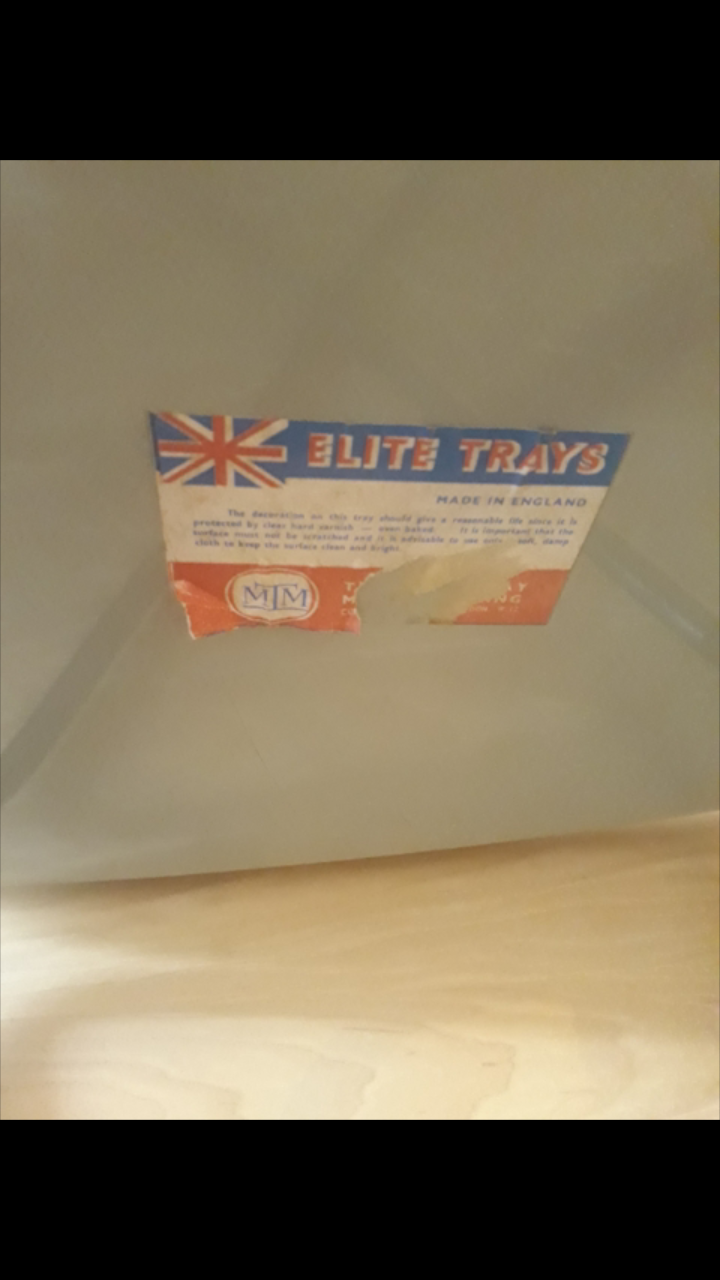 ELITE TRAYS
MADE IN ENGLAND
The decoration on this tray should give a reasonable life since it is
protected by clear hard varnish — oven baked. It is important that the
surface must not be scratched and it is advisable to use only soft, damp
cloth to keep the surface clean and bright.
MTM